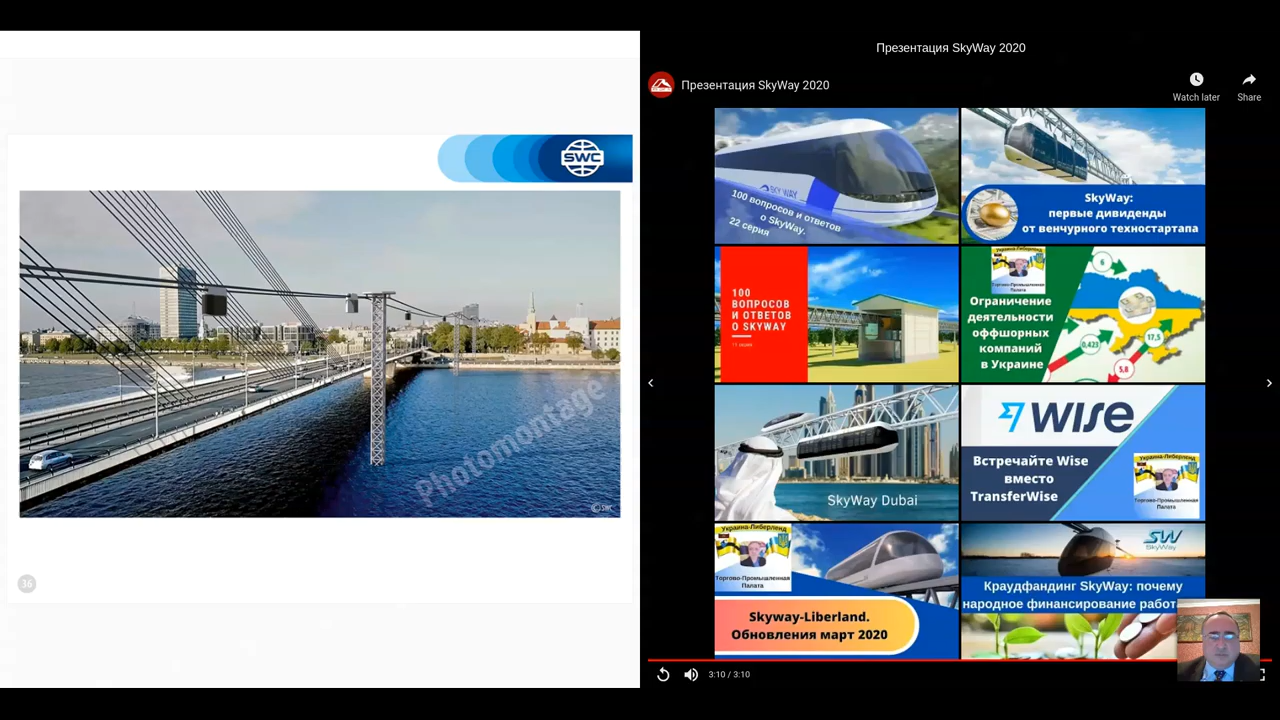 SWC
photomontage
© SWC
36
Презентация SkyWay 2020
Презентация SkyWay 2020
Watch later
Share
SKY WAY
100 вопросов и ответов
о SkyWay.
22 серия
SkyWay:
первые дивиденды
от венчурного техностартапа
100
ВОПРОСОВ
И ОТВЕТОВ
О SKYWAY
Украина-Либерленд
Торгово-Промышленная
Палата
Ограничение
деятельности
оффшорных
компаний
в Украине
6
0,423
17,5
5,8
SkyWay Dubai
WISE
Встречайте Wise
вместо
TransferWise
Украина-Либерленд
Торгово-Промышленная
Палата
Украина-Либерленд
Торгово-Промышленная
Палата
Skyway-Liberland.
Обновления март 2020
SW
SkyWay
Краудфандинг SkyWay: почему
народное финансирование работ
3:10 / 3:10